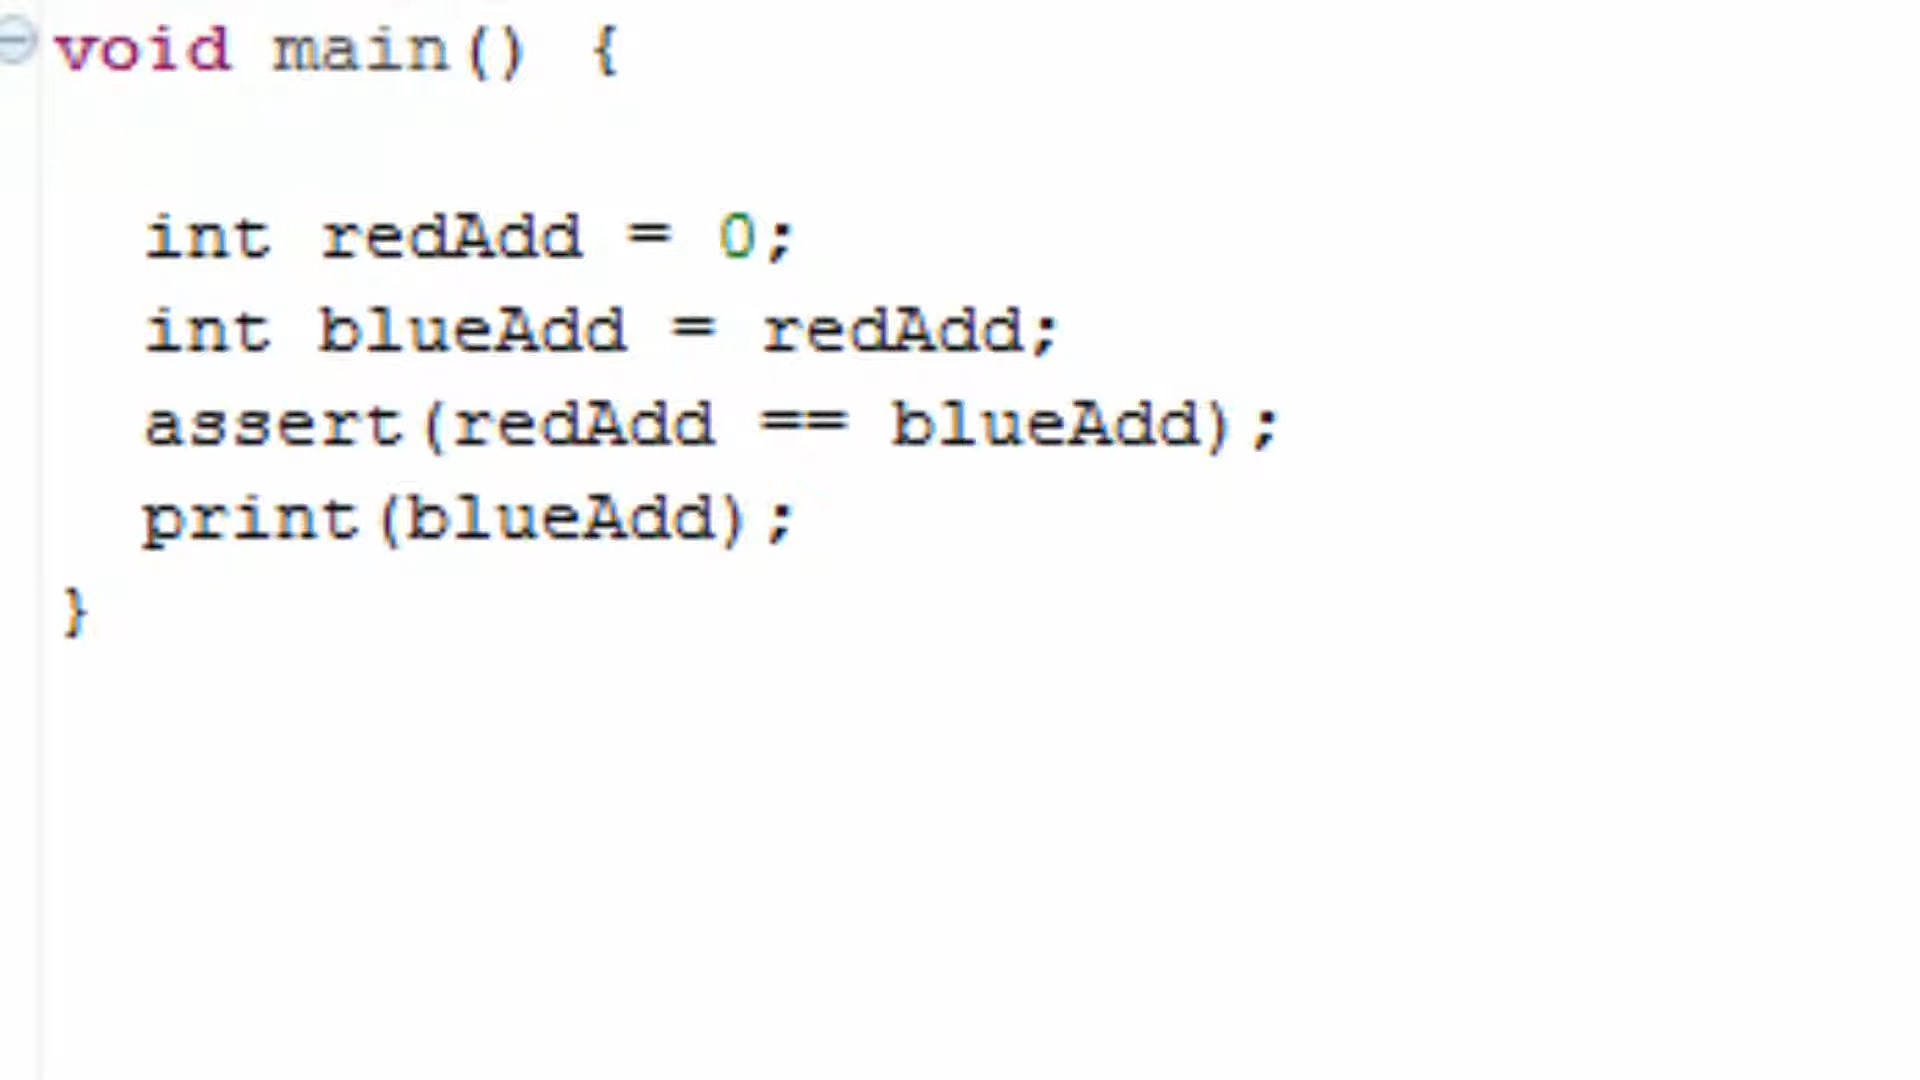 void main() {
int redAdd = 0;
int blueAdd = redAdd;
assert(redAdd == blueAdd);
print(blueAdd);
}